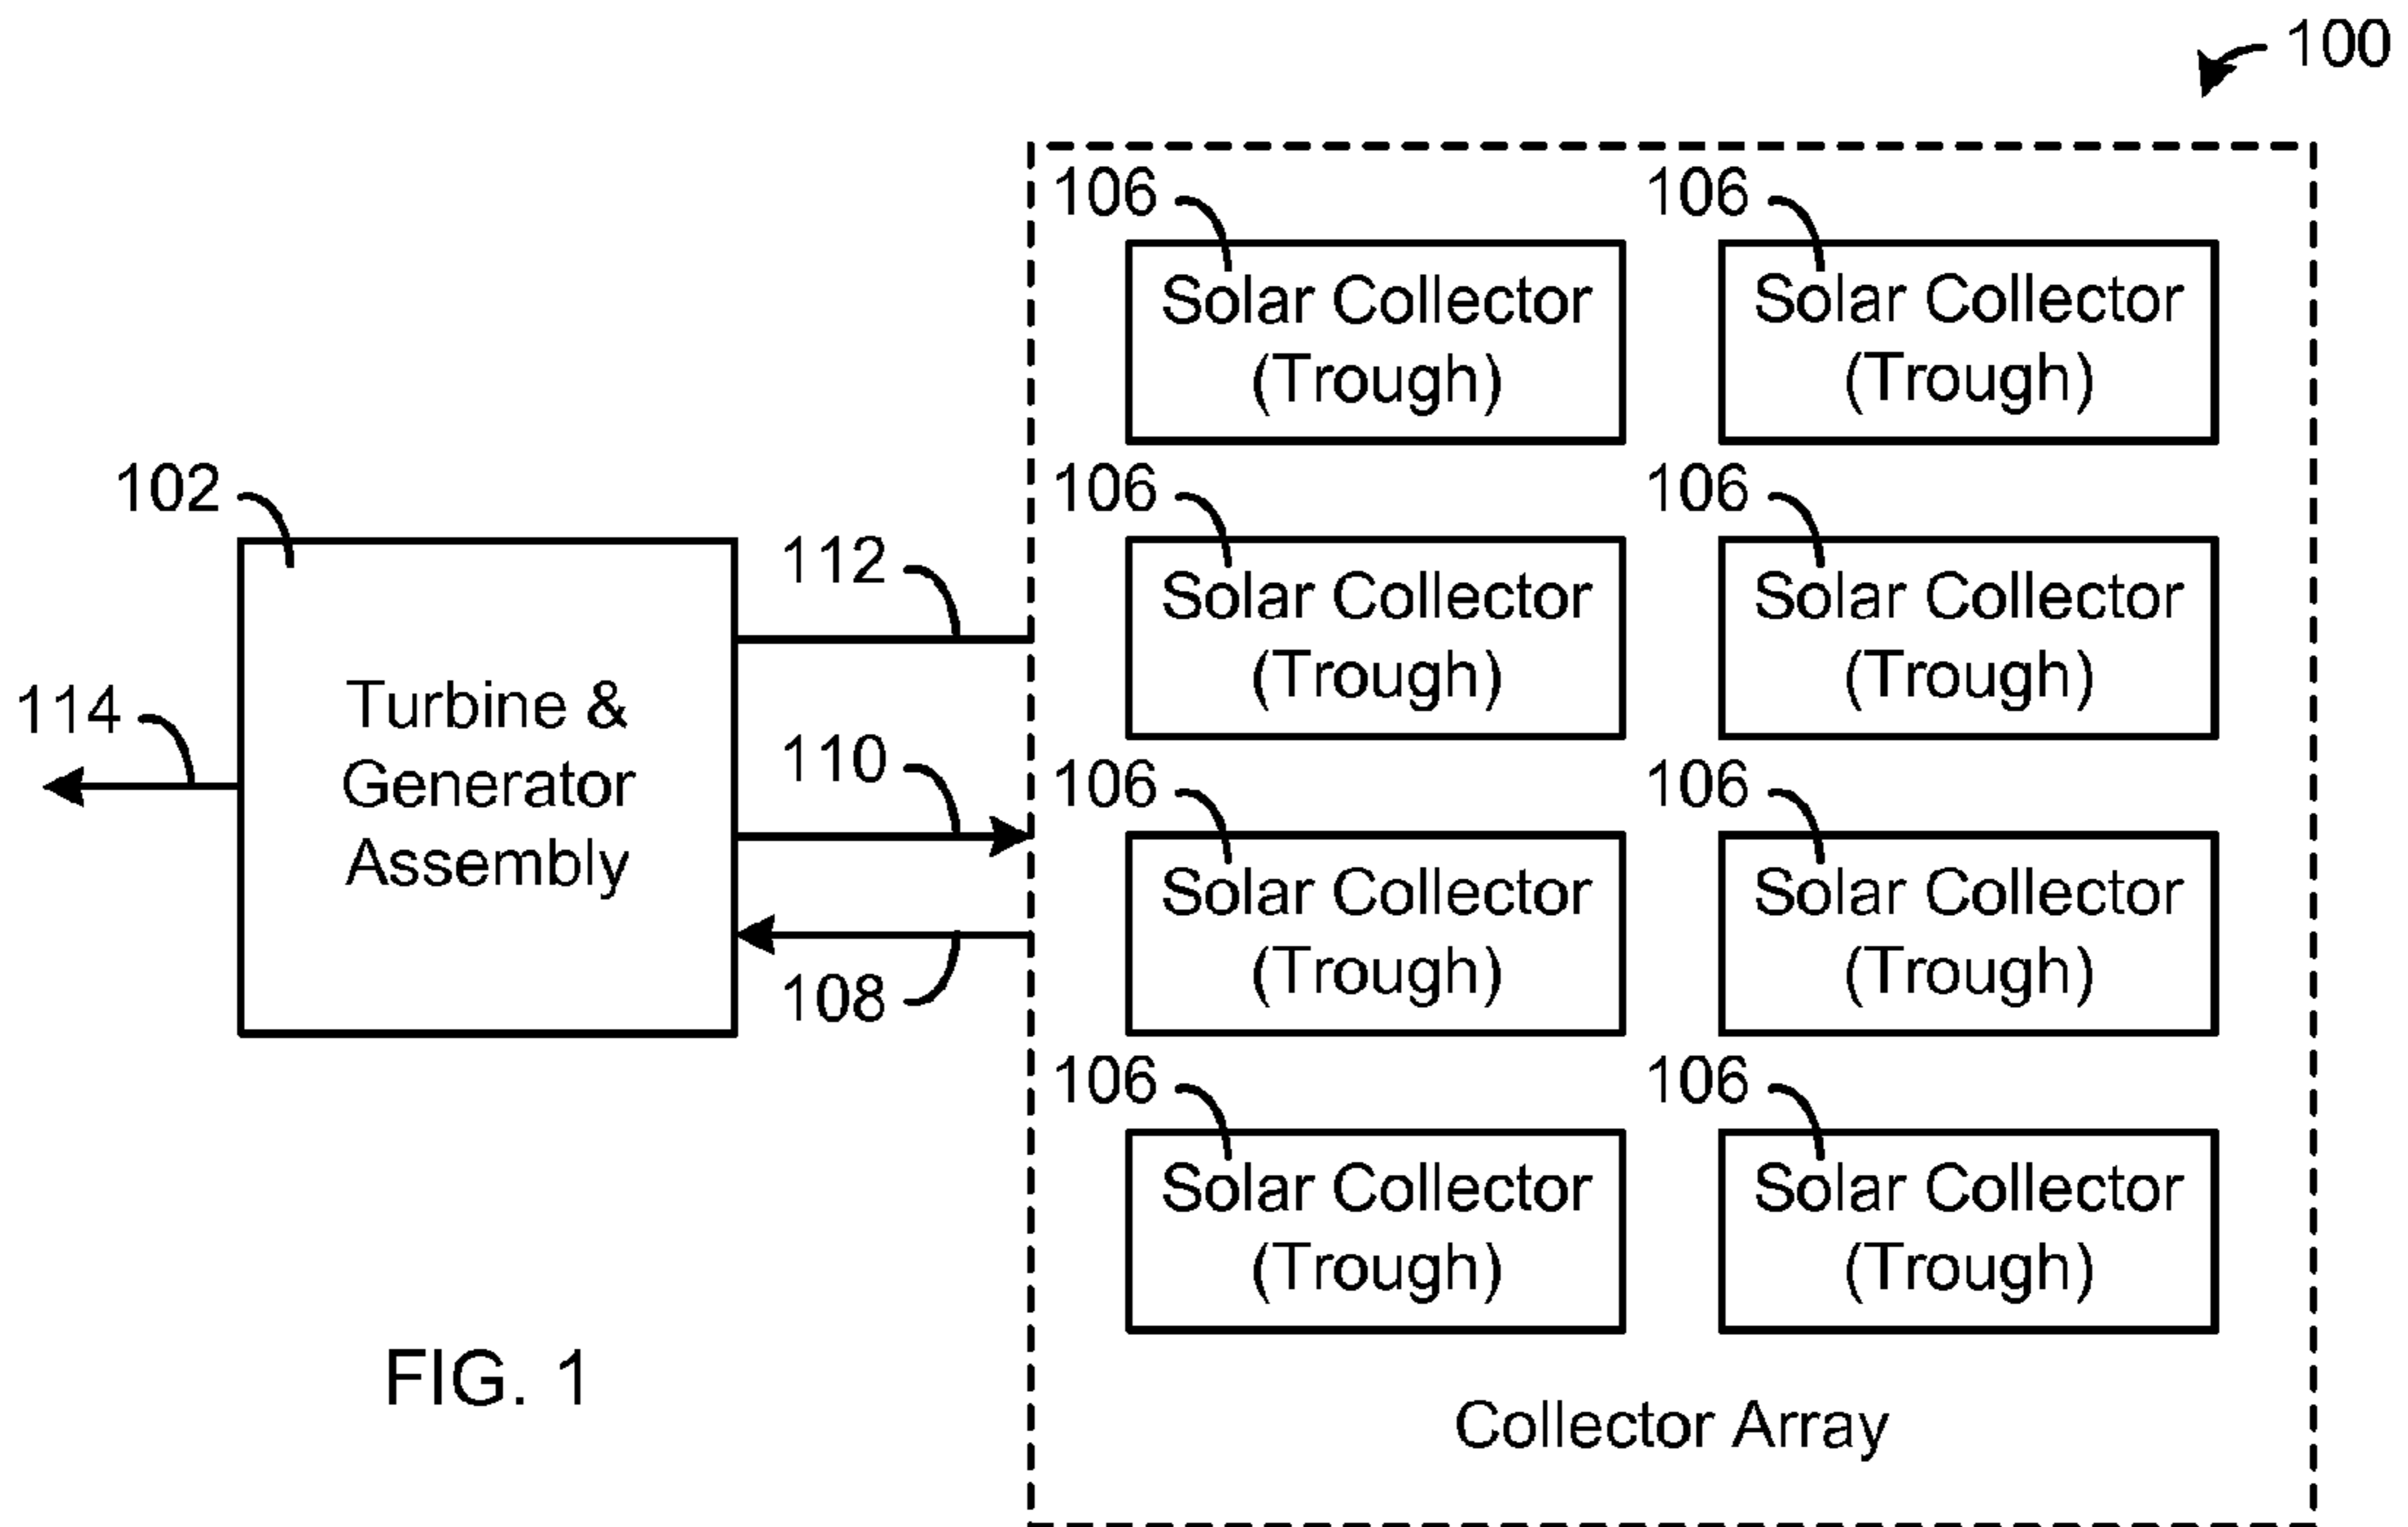 100
106 106
Solar Collector Solar Collector
(Trough) (Trough)
102
106 106
112
Solar Collector Solar Collector
(Trough) (Trough)
114
Turbine &
Generator
Assembly
110
106 106
Solar Collector Solar Collector
(Trough) (Trough)
108
106 106
Solar Collector Solar Collector
(Trough) (Trough)
FIG. 1
Collector Array